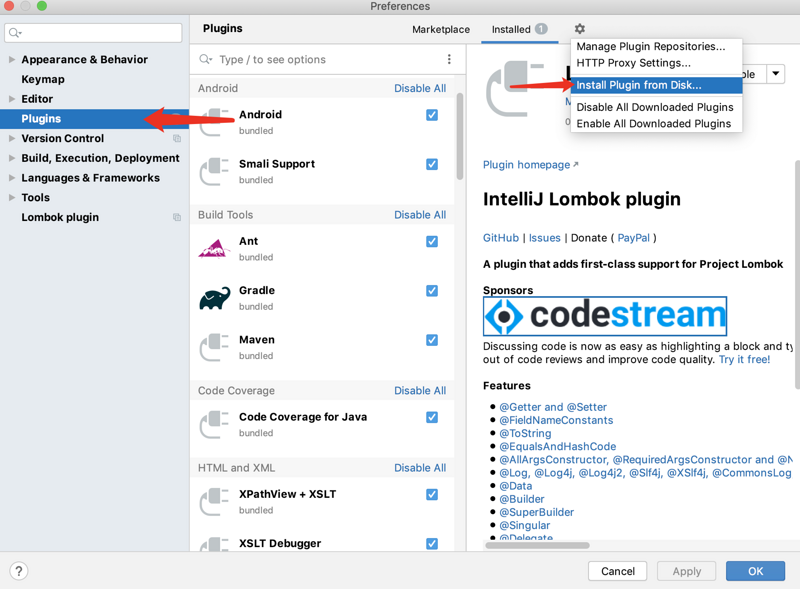 Preferences
Appearance & Behavior
Keymap
Editor
Plugins
Version Control
Build, Execution, Deployment
Languages & Frameworks
Tools
Lombok plugin
Plugins
Marketplace
Installed 1
Type / to see options
Android
Disable All
Android
bundled
Smali Support
bundled
Build Tools
Disable All
Ant
bundled
Gradle
bundled
Maven
bundled
Code Coverage
Disable All
Code Coverage for Java
bundled
HTML and XML
Disable All
XPathView + XSLT
bundled
XSLT Debugger
Manage Plugin Repositories...
HTTP Proxy Settings...
Install Plugin from Disk...
Disable All Downloaded Plugins
Enable All Downloaded Plugins
Plugin homepage
IntelliJ Lombok plugin
GitHub | Issues | Donate ( PayPal )
A plugin that adds first-class support for Project Lombok
Sponsors
codestream
Discussing code is now as easy as highlighting a block and ty
out of code reviews and improve code quality. Try it free!
Features
@Getter and @Setter
@FieldNameConstants
@ToString
@EqualsAndHashCode
@AllArgsConstructor, @RequiredArgsConstructor and @N
@Log, @Log4j, @Log4j2, @Slf4j, @XSlf4j, @CommonsLog
@Data
@Builder
@SuperBuilder
@Singular
@Delegate
?
Cancel
Apply
OK